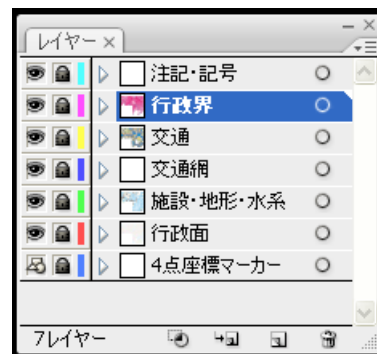 レイヤー ×
注記・記号
行政界
交通
交通網
施設・地形・水系
行政面
4点座標マーカー
7レイヤー